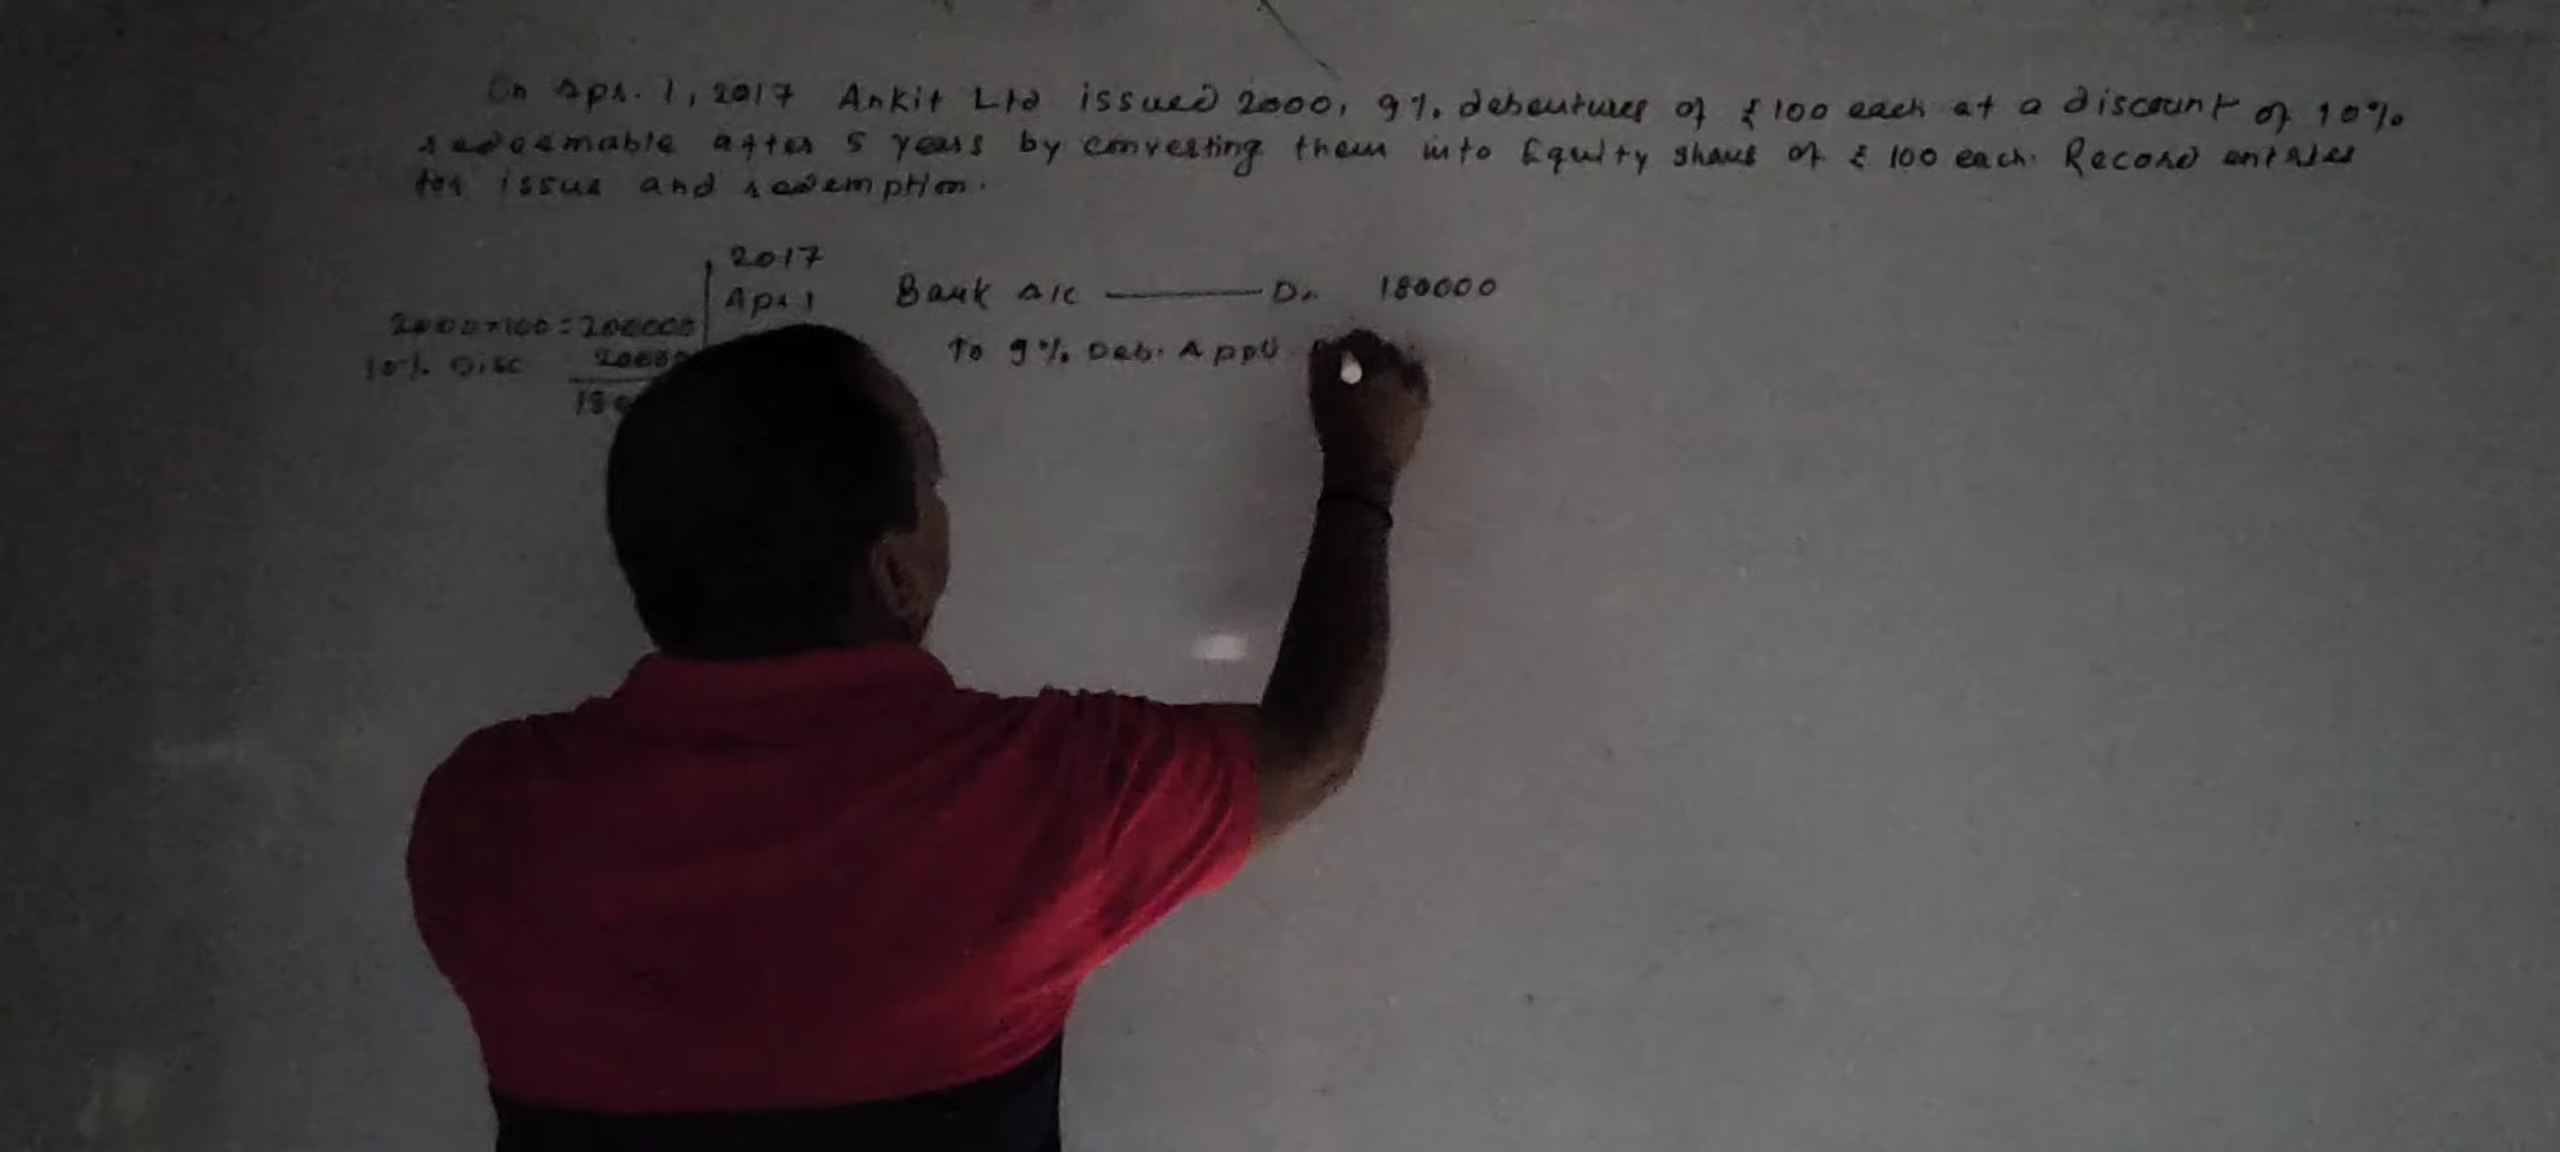 On Apr. 1, 2017 Ankit Ltd issued 2000, 9% debentures of ₹ 100 each at a discount of 10%
redeemable after 5 years by converting them into Equity shares of ₹ 100 each. Record entries
for issue and redemption.
2017
Apr 1 Bank A/c ——— Dr. 180000
2000×100 = 200000
To 9% Deb. Appli
10% Disc 20000